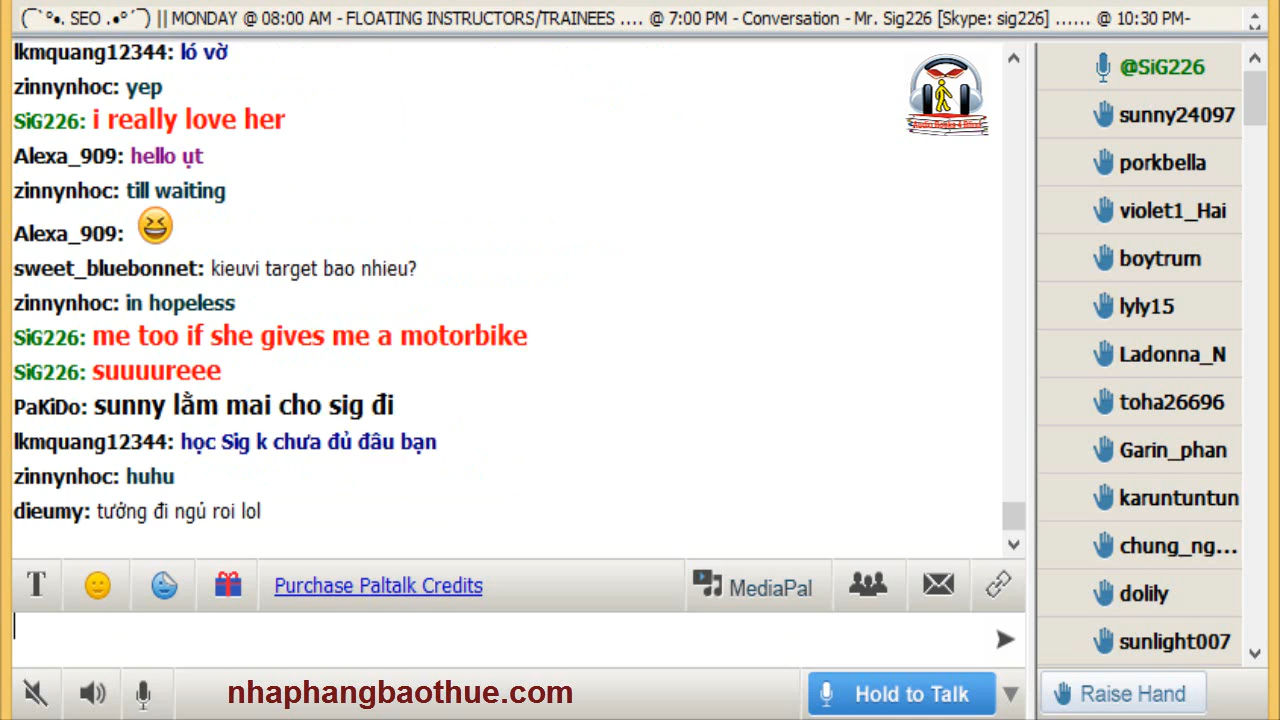 (¯`°•. SEO .•°´¯) || MONDAY @ 08:00 AM - FLOATING INSTRUCTORS/TRAINEES .... @ 7:00 PM - Conversation - Mr. Sig226 [Skype: sig226] ...... @ 10:30 PM-
lkmquang12344: ló vờ
zinnynhoc: yep
SiG226: i really love her
Alexa_909: hello ụt
zinnynhoc: till waiting
Alexa_909:
sweet_bluebonnet: kieuvi target bao nhieu?
zinnynhoc: in hopeless
SiG226: me too if she gives me a motorbike
SiG226: suuuureee
PaKiDo: sunny lằm mai cho sig đi
lkmquang12344: học Sig k chưa đủ đâu bạn
zinnynhoc: huhu
dieumy: tưởng đi ngủ roi lol
@SiG226
sunny24097
porkbella
violet1_Hai
boytrum
lyly15
Ladonna_N
toha26696
Garin_phan
karuntuntun
chung_ng...
dolily
sunlight007
T
Purchase Paltalk Credits
MediaPal
nhaphangbaothue.com
Hold to Talk
Raise Hand